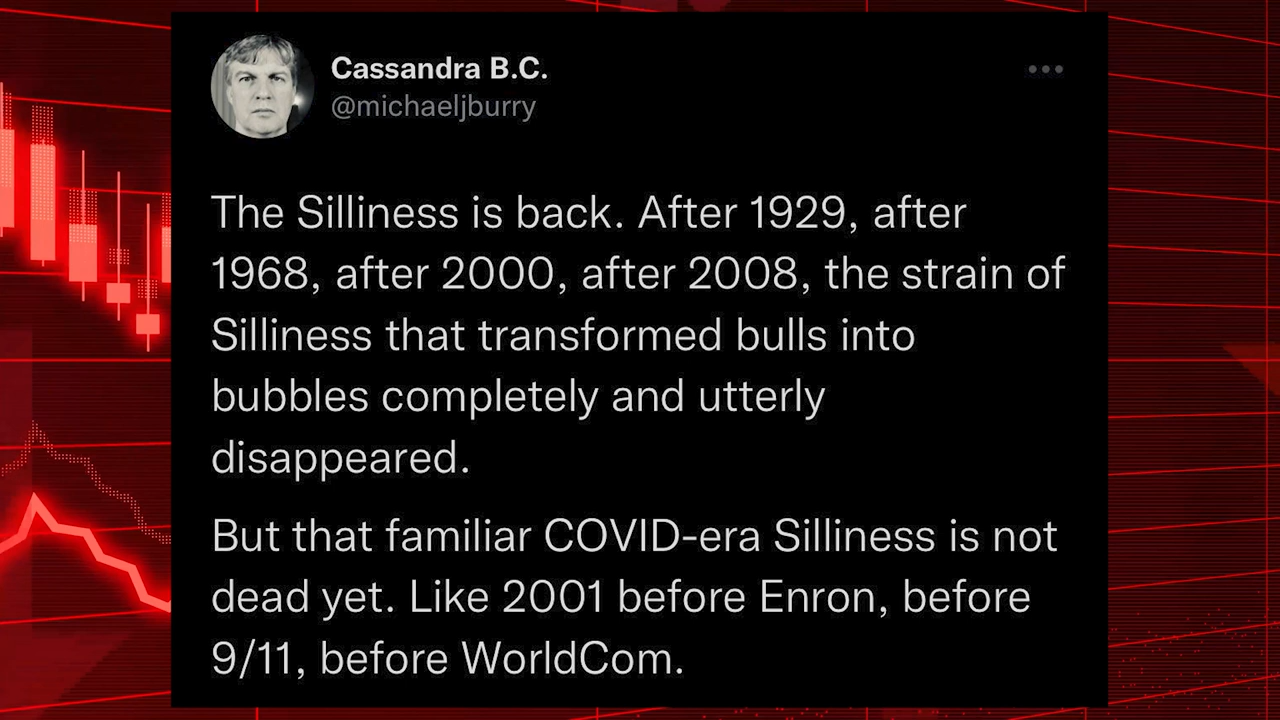 Cassandra B.C.
@michaeljburry
The Silliness is back. After 1929, after
1968, after 2000, after 2008, the strain of
Silliness that transformed bulls into
bubbles completely and utterly
disappeared.
But that familiar COVID-era Silliness is not
dead yet. Like 2001 before Enron, before
9/11, before WorldCom.